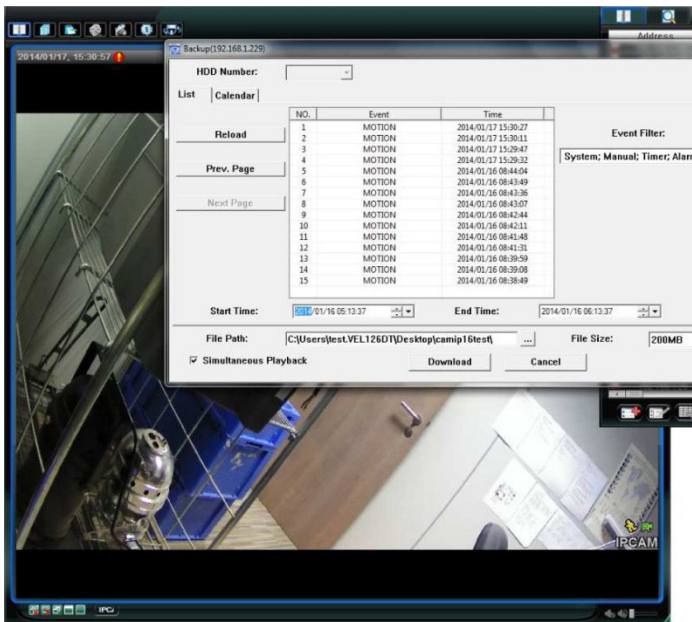 Address
2014/01/17, 15:30:57
Backup(192.168.1.229)
HDD Number:
List Calendar
NO. Event Time
1 MOTION 2014/01/17 15:30:27
2 MOTION 2014/01/17 15:30:11
3 MOTION 2014/01/17 15:29:47
4 MOTION 2014/01/17 15:29:32
5 MOTION 2014/01/16 08:44:04
6 MOTION 2014/01/16 08:43:49
7 MOTION 2014/01/16 08:43:36
8 MOTION 2014/01/16 08:43:07
9 MOTION 2014/01/16 08:42:44
10 MOTION 2014/01/16 08:42:11
11 MOTION 2014/01/16 08:41:48
12 MOTION 2014/01/16 08:41:31
13 MOTION 2014/01/16 08:39:59
14 MOTION 2014/01/16 08:39:08
15 MOTION 2014/01/16 08:38:49
Reload
Prev. Page
Next Page
Event Filter:
System; Manual; Timer; Alar
Start Time: 2014/01/16 05:13:37 End Time: 2014/01/16 06:13:37
File Path: C:\Users\test.VEL126DT\Desktop\camip16test\ ... File Size: 200MB
Simultaneous Playback Download Cancel
IPCAM